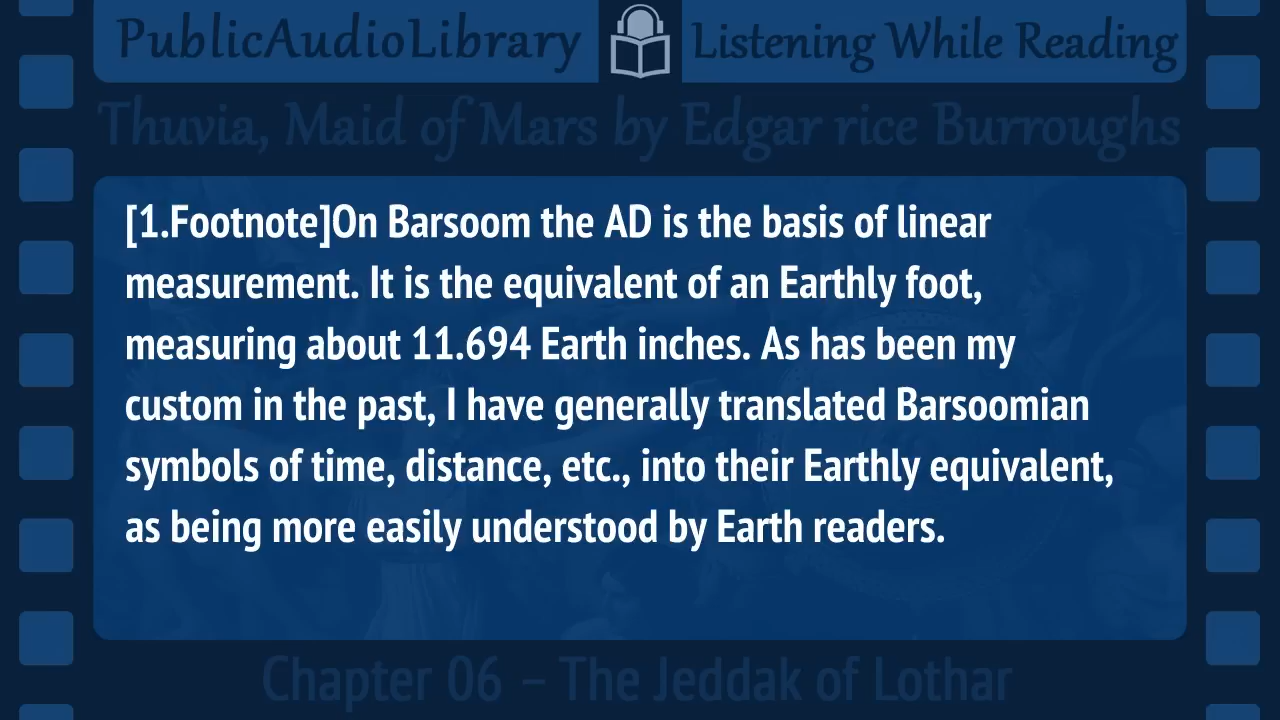 PublicAudioLibrary Listening While Reading
Thuvia, Maid of Mars by Edgar rice Burroughs
[1.Footnote]On Barsoom the AD is the basis of linear
measurement. It is the equivalent of an Earthly foot,
measuring about 11.694 Earth inches. As has been my
custom in the past, I have generally translated Barsoomian
symbols of time, distance, etc., into their Earthly equivalent,
as being more easily understood by Earth readers.
Chapter 06 – The Jeddak of Lothar